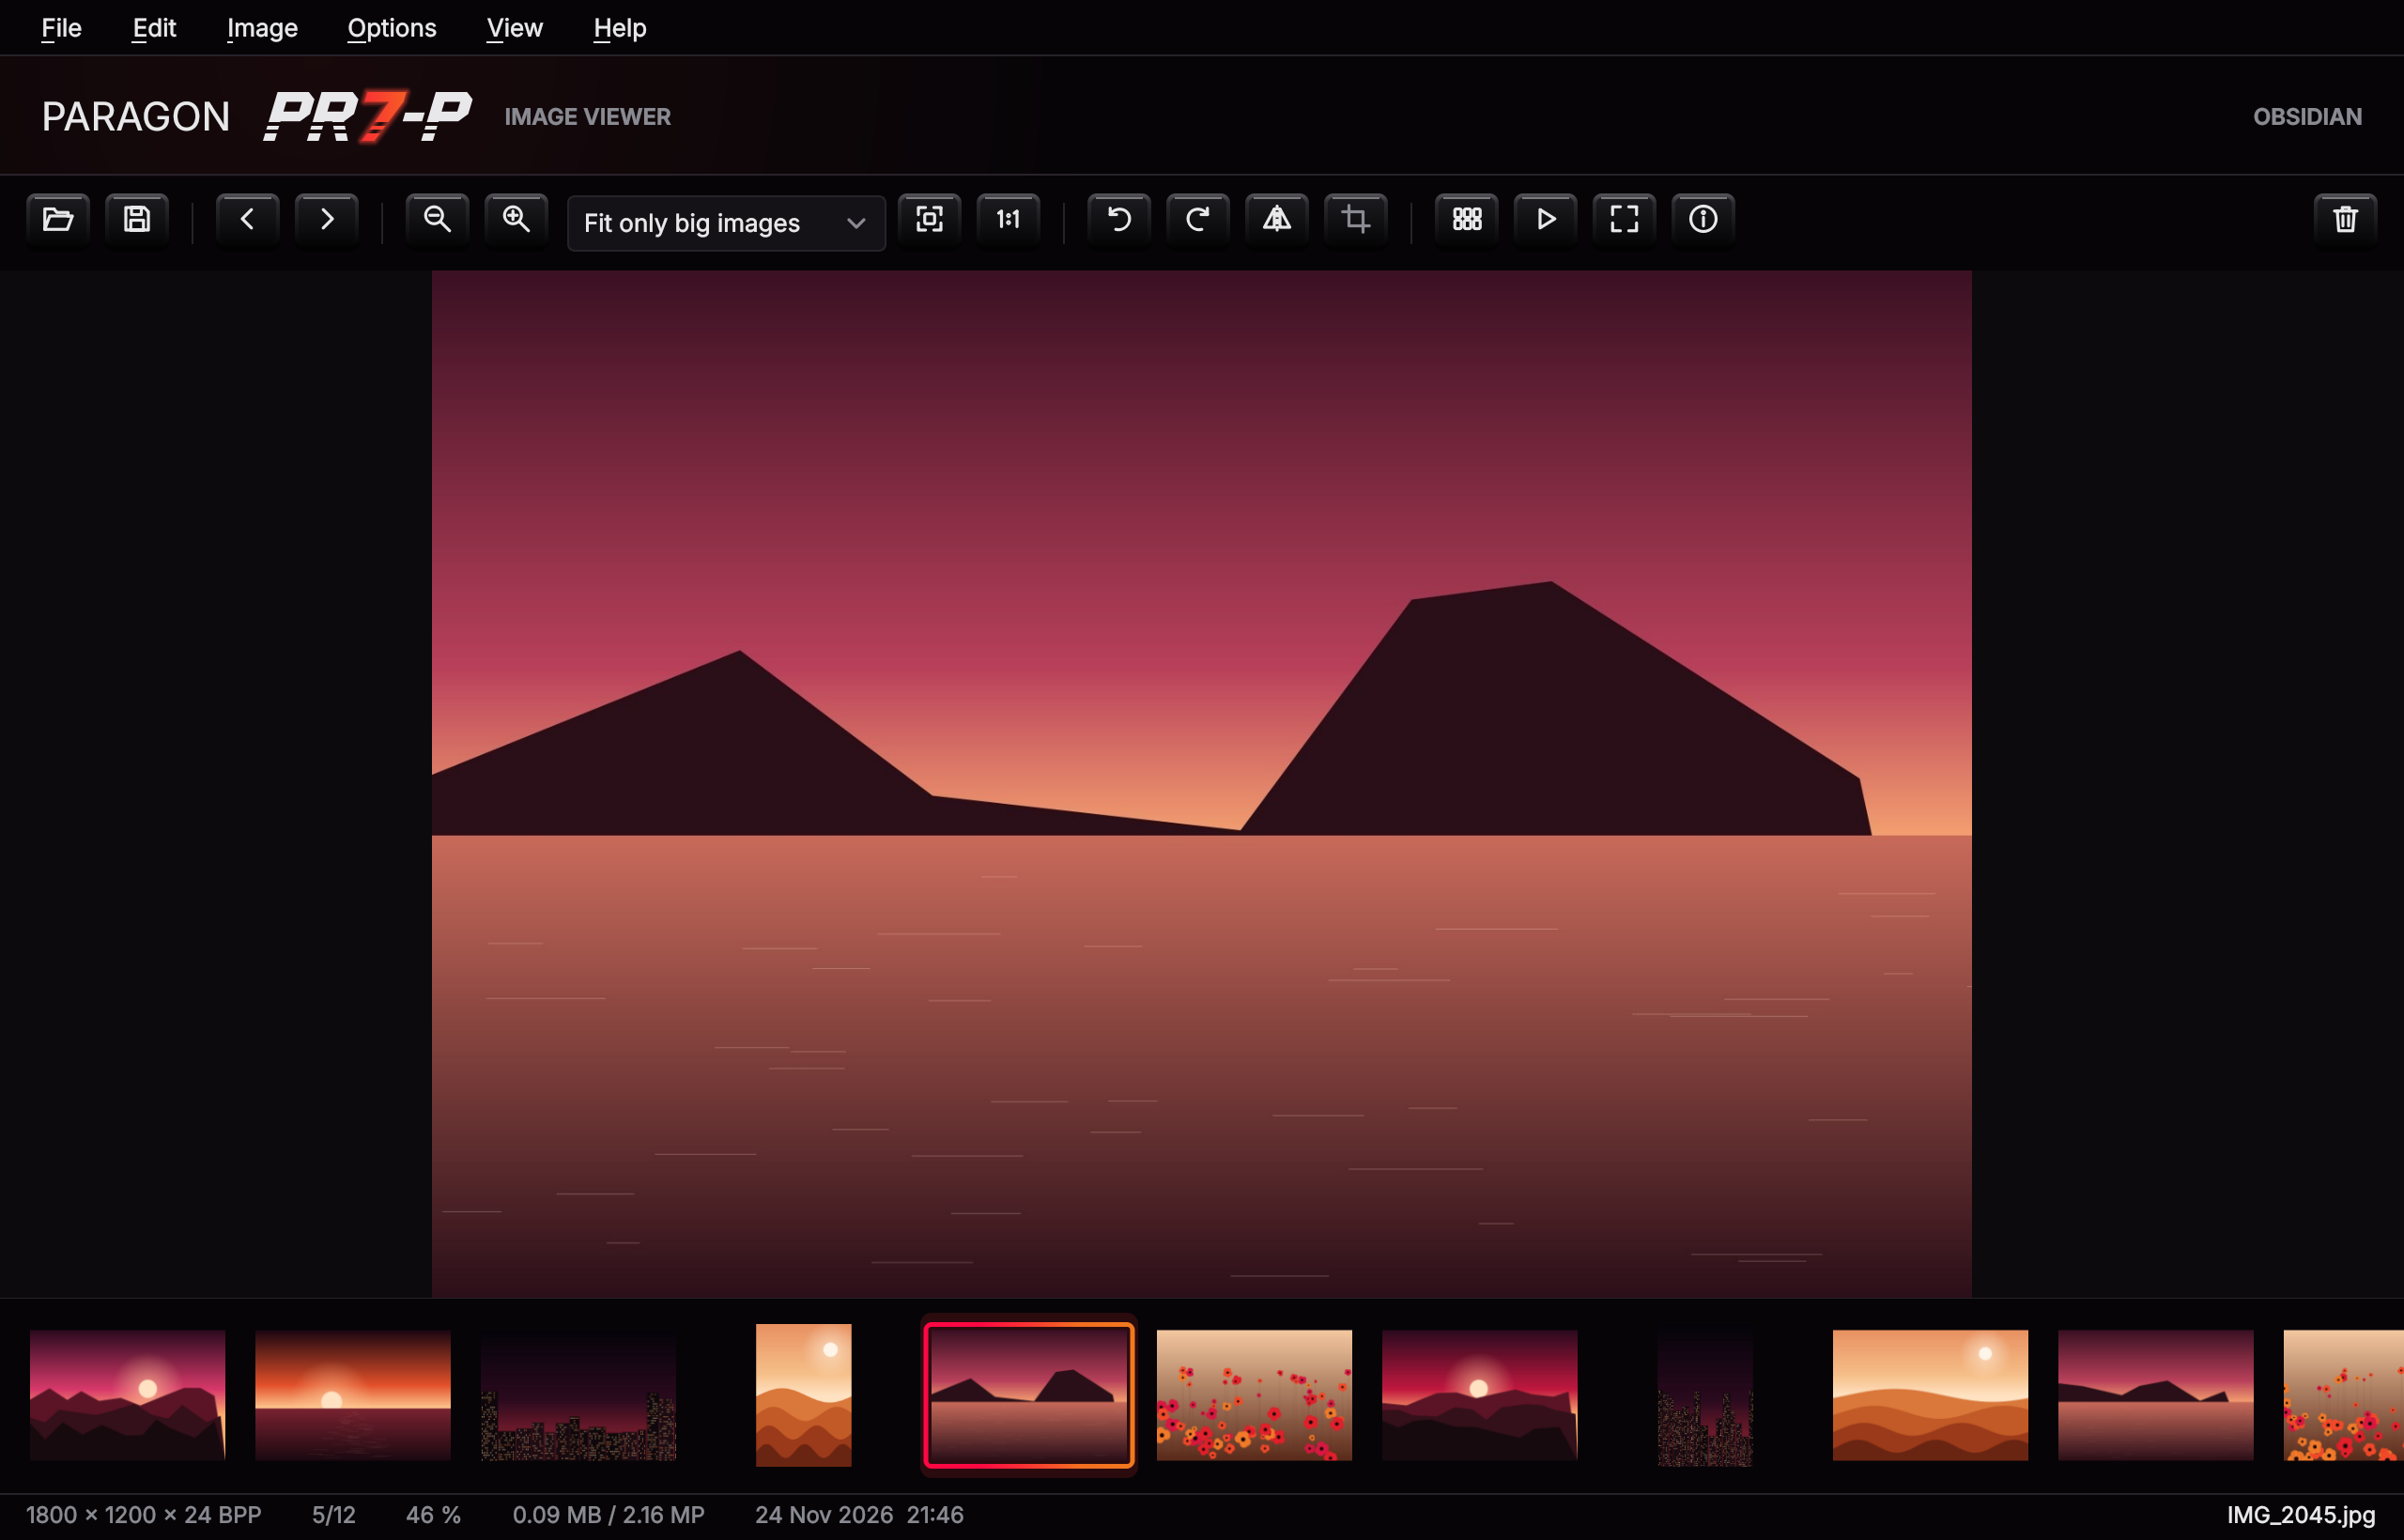 File Edit Image Options View Help
PARAGON PR7-P IMAGE VIEWER OBSIDIAN
Fit only big images 1:1
1800 × 1200 × 24 BPP 5/12 46 % 0.09 MB / 2.16 MP 24 Nov 2026 21:46 IMG_2045.jpg